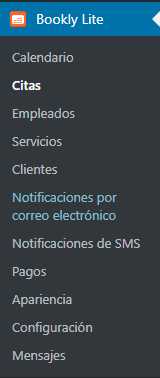 Bookly Lite
Calendario
Citas
Empleados
Servicios
Clientes
Notificaciones por
correo electrónico
Notificaciones de SMS
Pagos
Apariencia
Configuración
Mensajes